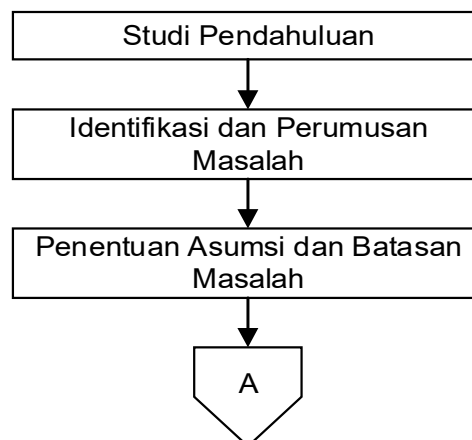 Studi Pendahuluan
Identifikasi dan Perumusan
Masalah
Penentuan Asumsi dan Batasan
Masalah
A